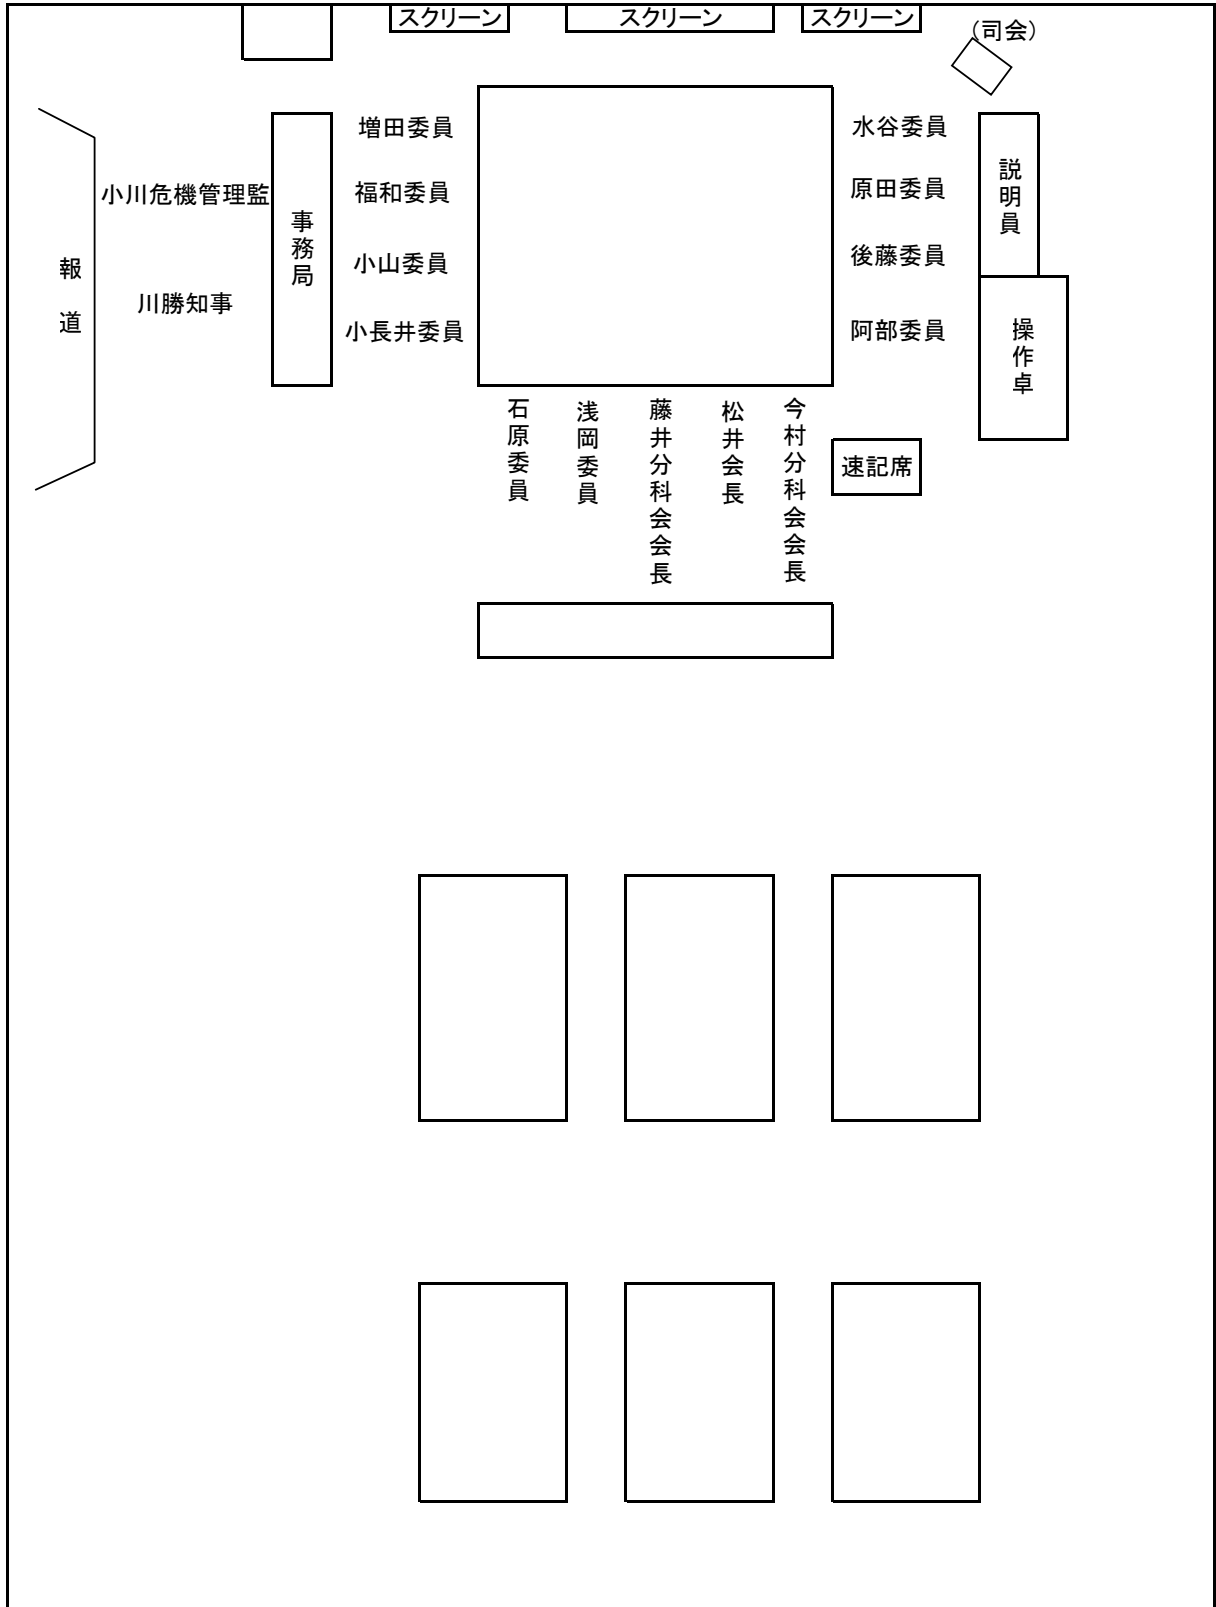 スクリーン
スクリーン
スクリーン
（司会）
増田委員
水谷委員
小川危機管理監
福和委員
原田委員
説明員
事務局
小山委員
後藤委員
報道
川勝知事
小長井委員
阿部委員
操作卓
石原委員
浅岡委員
藤井分科会会長
松井会長
今村分科会会長
速記席